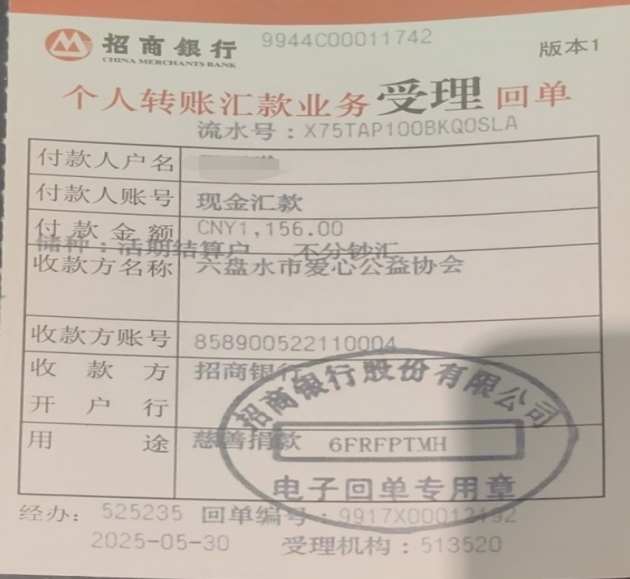 招商银行 9944C00011742 版本1
CHINA MERCHANTS BANK
个人转账汇款业务受理回单
流水号：X75TAP100BKQ0SLA
付款人户名
付款人账号 现金汇款
付款金额 CNY1,156.00
储种：活期结算户 不分钞汇
收款方名称 六盘水市爱心公益协会
收款方账号 858900522110004
收款方 招商银行
开户行
招商银行股份有限公司
用途 慈善捐款 6FRFPTMH
电子回单专用章
经办：525235 回单编号：9917X00012192
2025-05-30 受理机构：513520